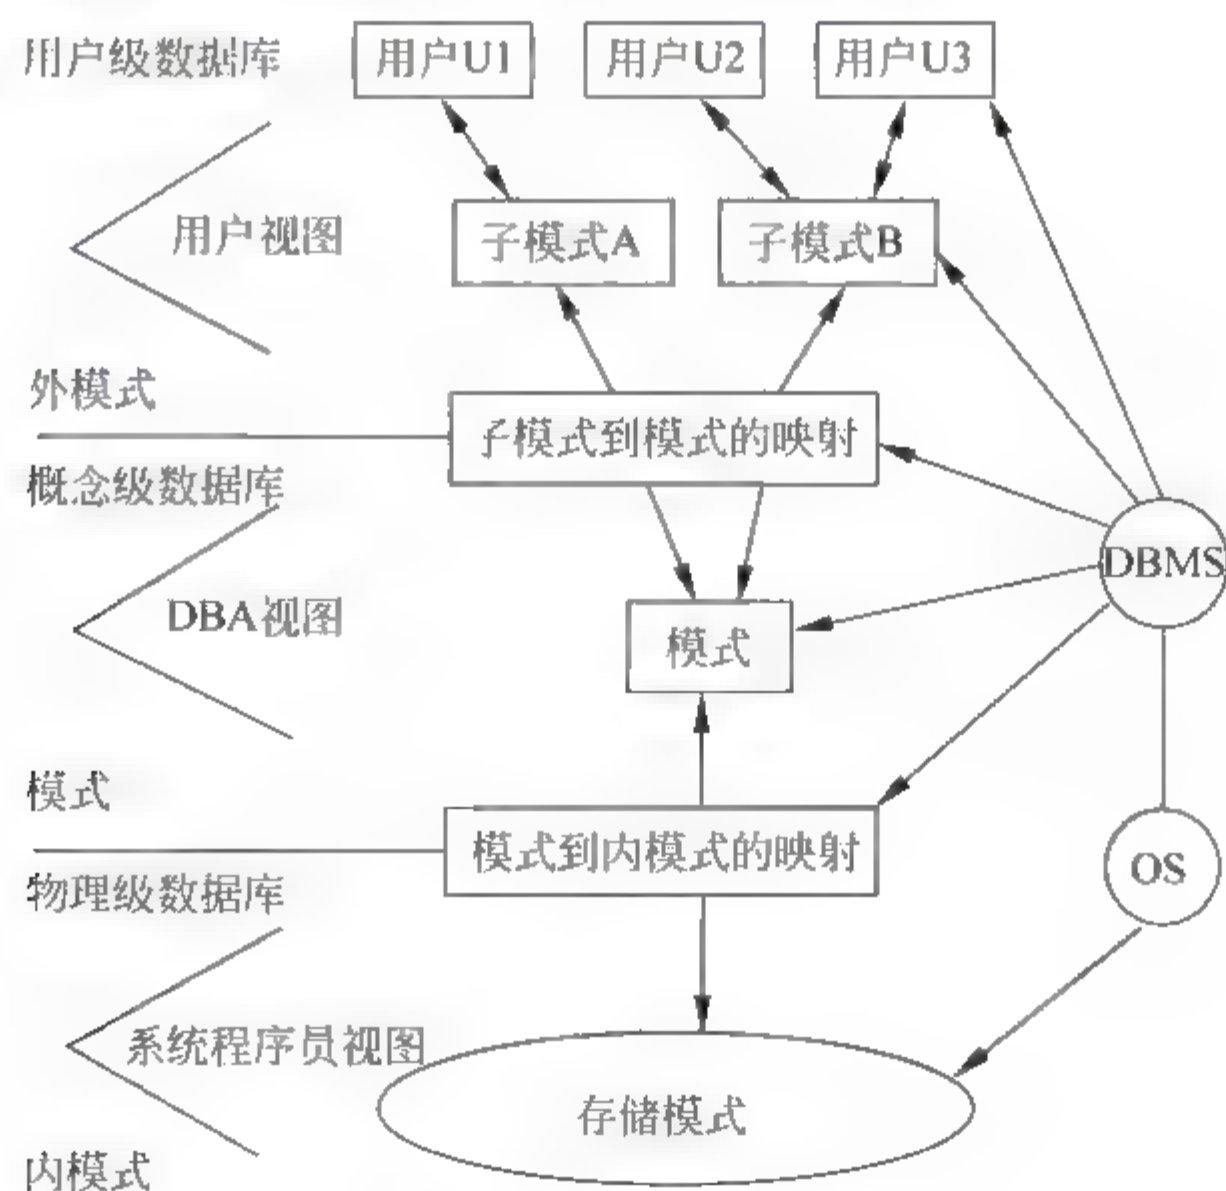 用户级数据库
用户U1
用户U2
用户U3
用户视图
子模式A
子模式B
外模式
子模式到模式的映射
概念级数据库
DBMS
DBA视图
模式
模式
模式到内模式的映射
OS
物理级数据库
系统程序员视图
存储模式
内模式